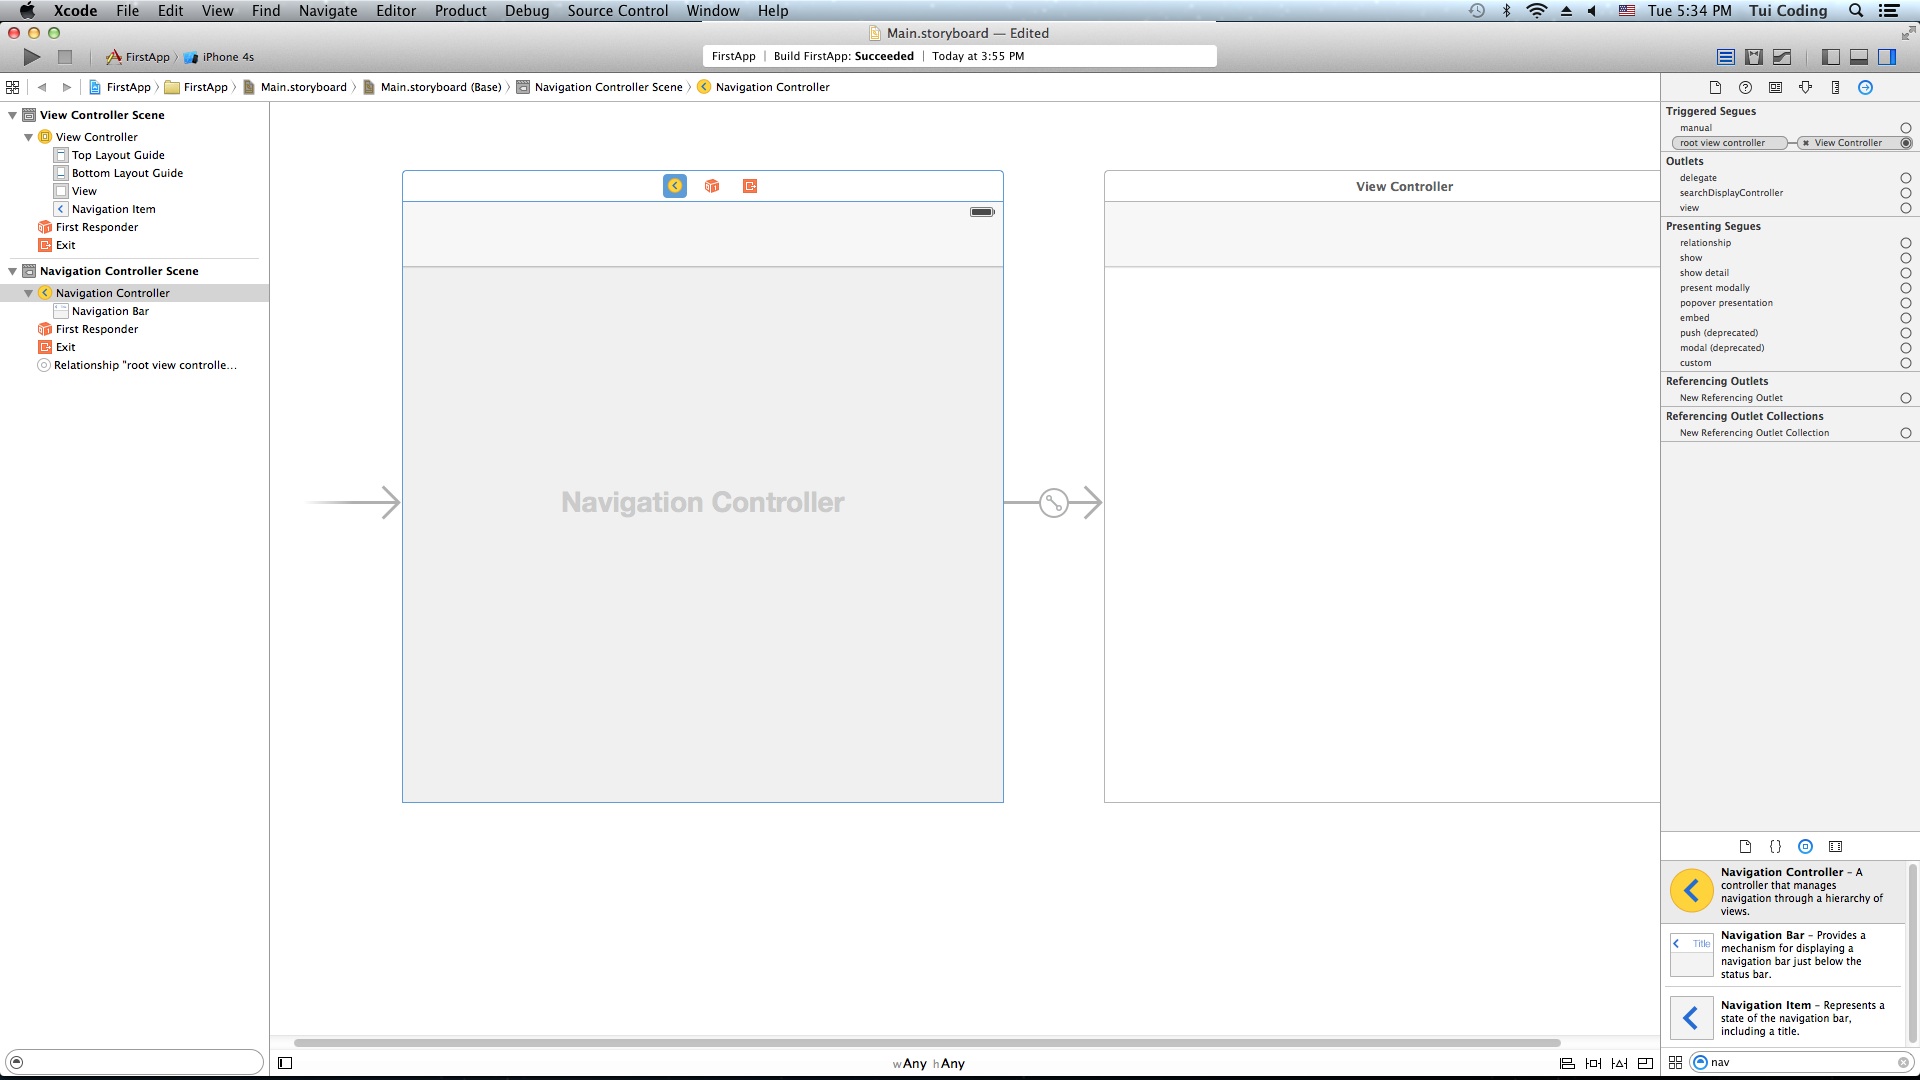 Xcode File Edit View Find Navigate Editor Product Debug Source Control Window Help Tue 5:34 PM Tui Coding
Main.storyboard — Edited
FirstApp iPhone 4s FirstApp | Build FirstApp: Succeeded | Today at 3:55 PM
FirstApp FirstApp Main.storyboard Main.storyboard (Base) Navigation Controller Scene Navigation Controller
View Controller Scene
View Controller
Top Layout Guide
Bottom Layout Guide
View
Navigation Item
First Responder
Exit
Navigation Controller Scene
Navigation Controller
Navigation Bar
First Responder
Exit
Relationship "root view controlle...
Navigation Controller
View Controller
wAny hAny
Triggered Segues
manual
root view controller View Controller
Outlets
delegate
searchDisplayController
view
Presenting Segues
relationship
show
show detail
present modally
popover presentation
embed
push (deprecated)
modal (deprecated)
custom
Referencing Outlets
New Referencing Outlet
Referencing Outlet Collections
New Referencing Outlet Collection
{}
Navigation Controller – A
controller that manages
navigation through a hierarchy of
views.
Title
Navigation Bar – Provides a
mechanism for displaying a
navigation bar just below the
status bar.
Navigation Item – Represents a
state of the navigation bar,
including a title.
nav